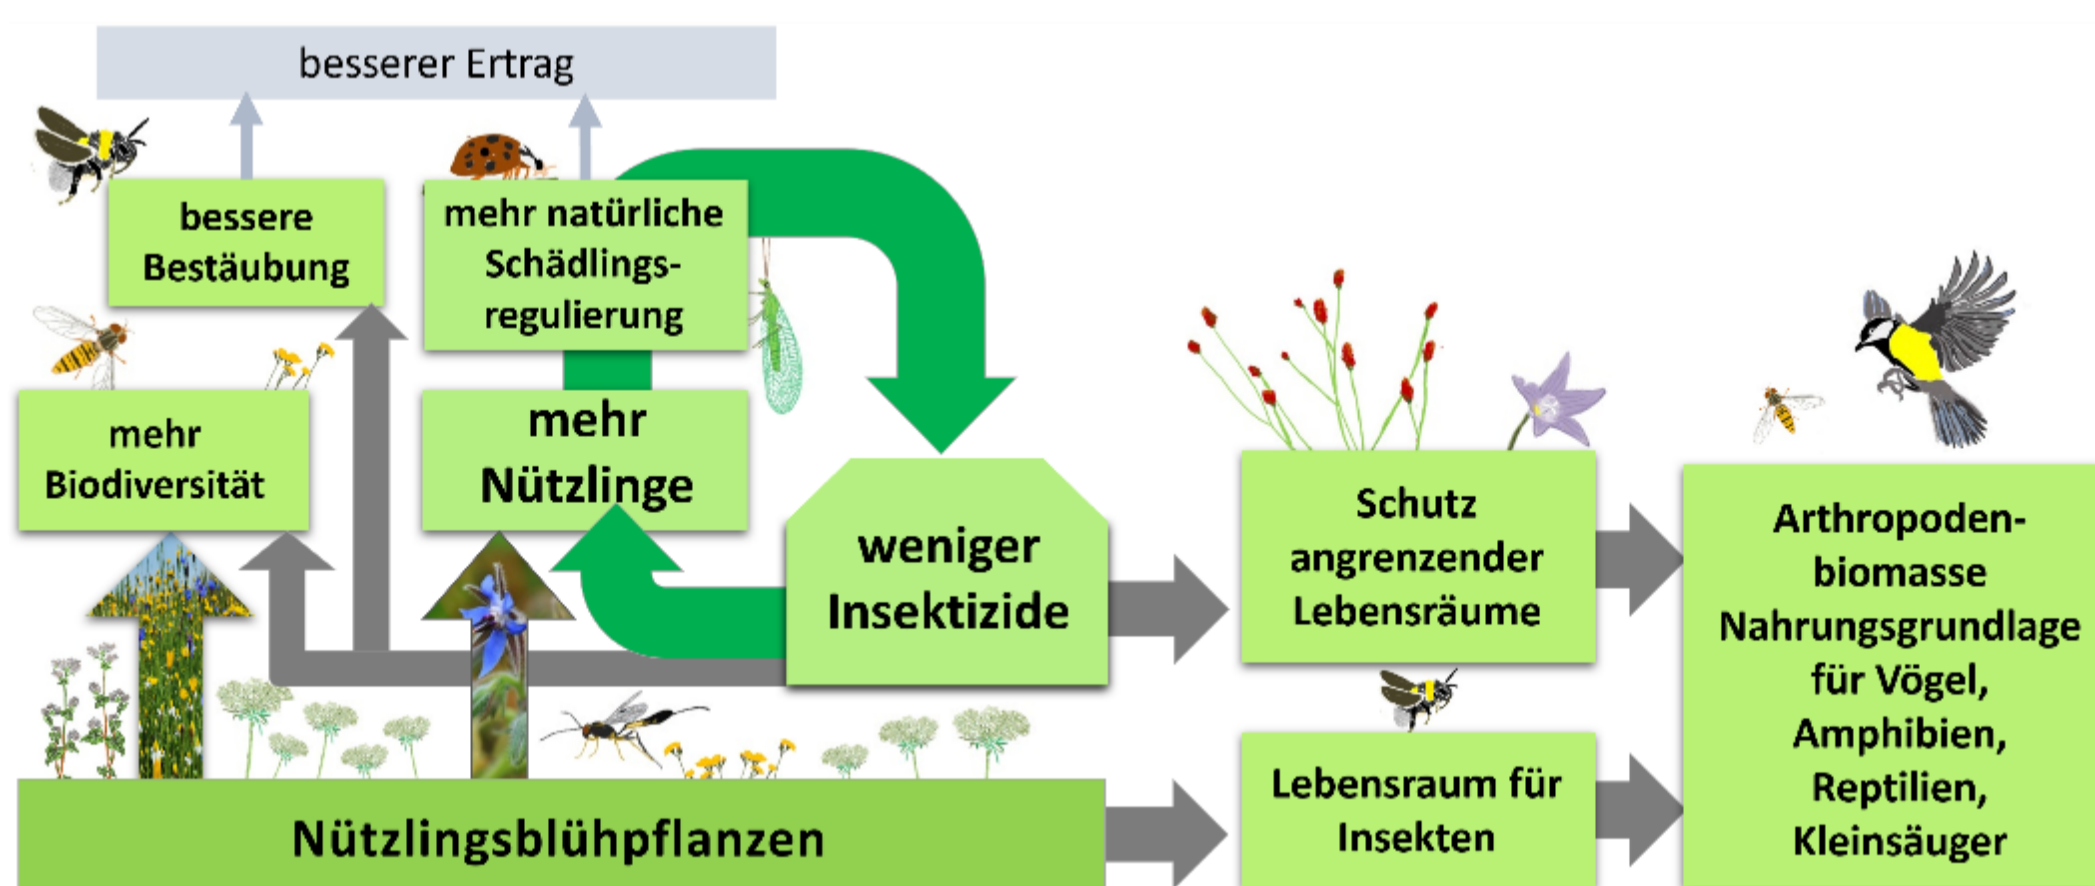 besserer Ertrag
bessere
Bestäubung
mehr natürliche
Schädlings-
regulierung
mehr
Biodiversität
mehr
Nützlinge
weniger
Insektizide
Schutz
angrenzender
Lebensräume
Arthropoden-
biomasse
Nahrungsgrundlage
für Vögel,
Amphibien,
Reptilien,
Kleinsäuger
Lebensraum für
Insekten
Nützlingsblühpflanzen